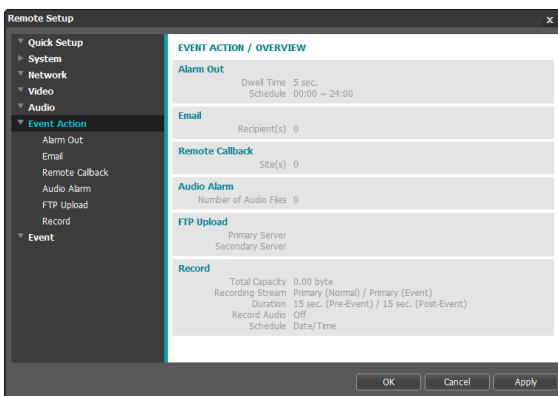 Remote Setup
x
Quick Setup
System
Network
Video
Audio
Event Action
Alarm Out
Email
Remote Callback
Audio Alarm
FTP Upload
Record
Event
EVENT ACTION / OVERVIEW
Alarm Out
Dwell Time 5 sec.
Schedule 00:00 ~ 24:00
Email
Recipient(s) 0
Remote Callback
Site(s) 0
Audio Alarm
Number of Audio Files 0
FTP Upload
Primary Server
Secondary Server
Record
Total Capacity 0.00 byte
Recording Stream Primary (Normal) / Primary (Event)
Duration 15 sec. (Pre-Event) / 15 sec. (Post-Event)
Record Audio Off
Schedule Date/Time
OK Cancel Apply